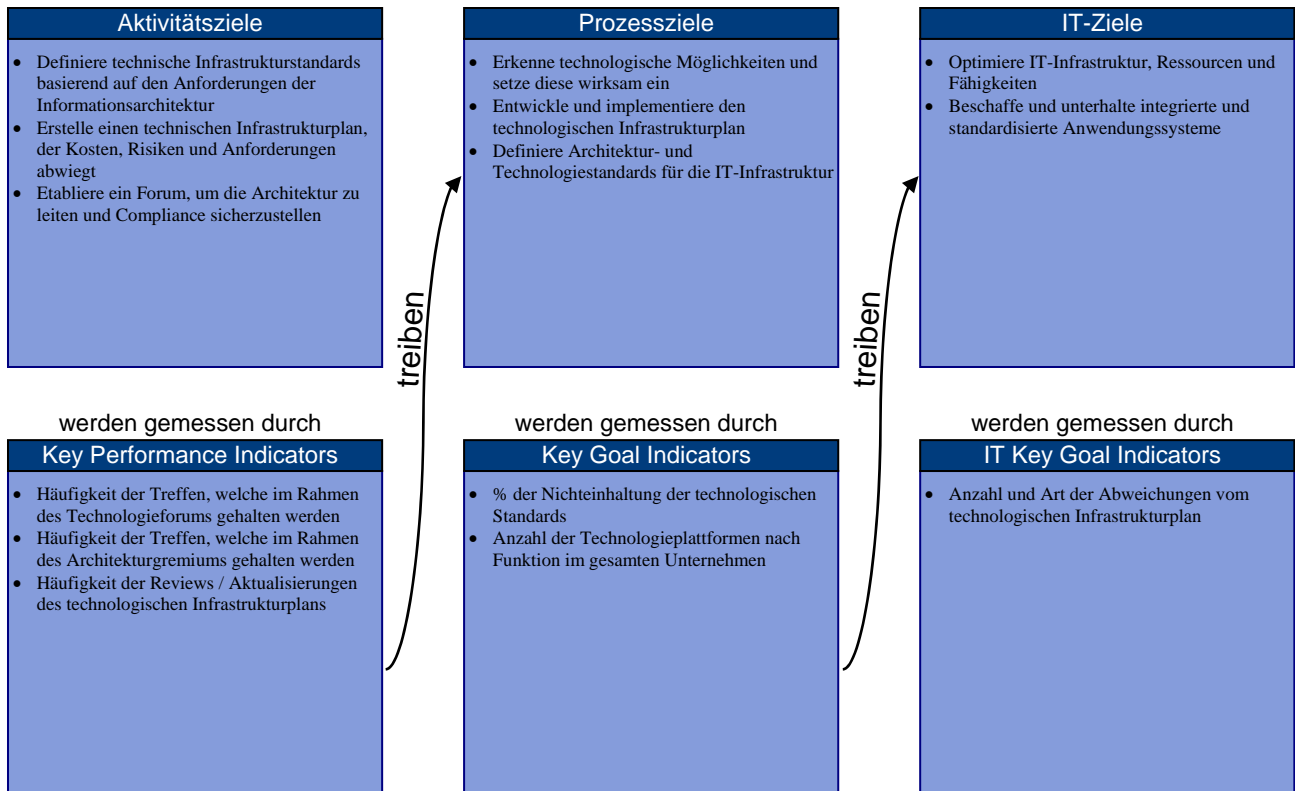 Aktivitätsziele
• Definiere technische Infrastrukturstandards
basierend auf den Anforderungen der
Informationsarchitektur
• Erstelle einen technischen Infrastrukturplan,
der Kosten, Risiken und Anforderungen
abwiegt
• Etabliere ein Forum, um die Architektur zu
leiten und Compliance sicherzustellen
Prozessziele
• Erkenne technologische Möglichkeiten und
setze diese wirksam ein
• Entwickle und implementiere den
technologischen Infrastrukturplan
• Definiere Architektur- und
Technologiestandards für die IT-Infrastruktur
IT-Ziele
• Optimiere IT-Infrastruktur, Ressourcen und
Fähigkeiten
• Beschaffe und unterhalte integrierte und
standardisierte Anwendungssysteme
treiben
treiben
werden gemessen durch
Key Performance Indicators
• Häufigkeit der Treffen, welche im Rahmen
des Technologieforums gehalten werden
• Häufigkeit der Treffen, welche im Rahmen
des Architekturgremiums gehalten werden
• Häufigkeit der Reviews / Aktualisierungen
des technologischen Infrastrukturplans
werden gemessen durch
Key Goal Indicators
• % der Nichteinhaltung der technologischen
Standards
• Anzahl der Technologieplattformen nach
Funktion im gesamten Unternehmen
werden gemessen durch
IT Key Goal Indicators
• Anzahl und Art der Abweichungen vom
technologischen Infrastrukturplan